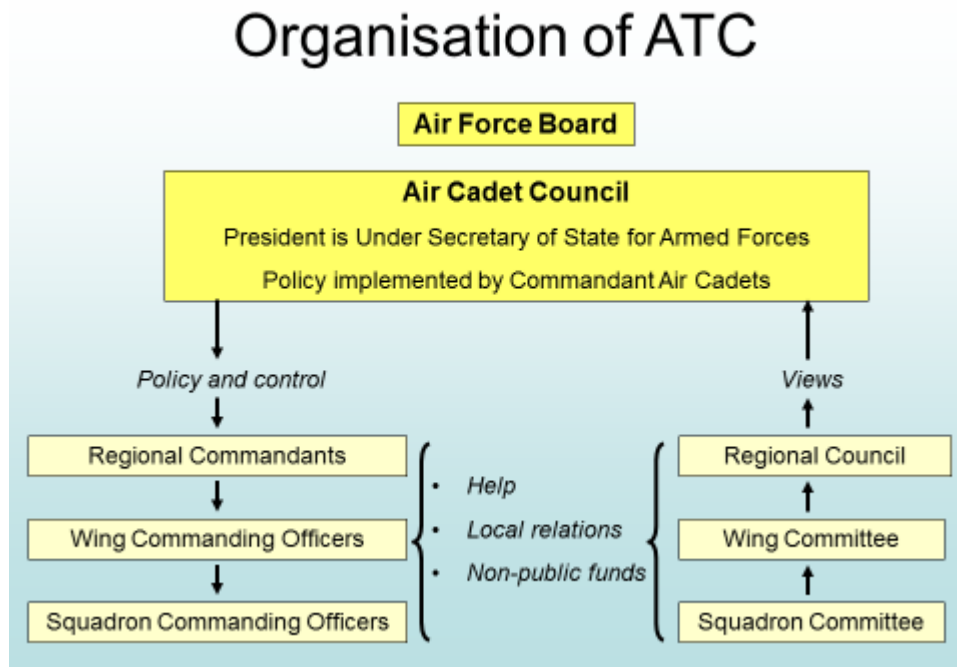 Organisation of ATC
Air Force Board
Air Cadet Council
President is Under Secretary of State for Armed Forces
Policy implemented by Commandant Air Cadets
Policy and control
Views
Regional Commandants
Wing Commanding Officers
Squadron Commanding Officers
• Help
• Local relations
• Non-public funds
Regional Council
Wing Committee
Squadron Committee